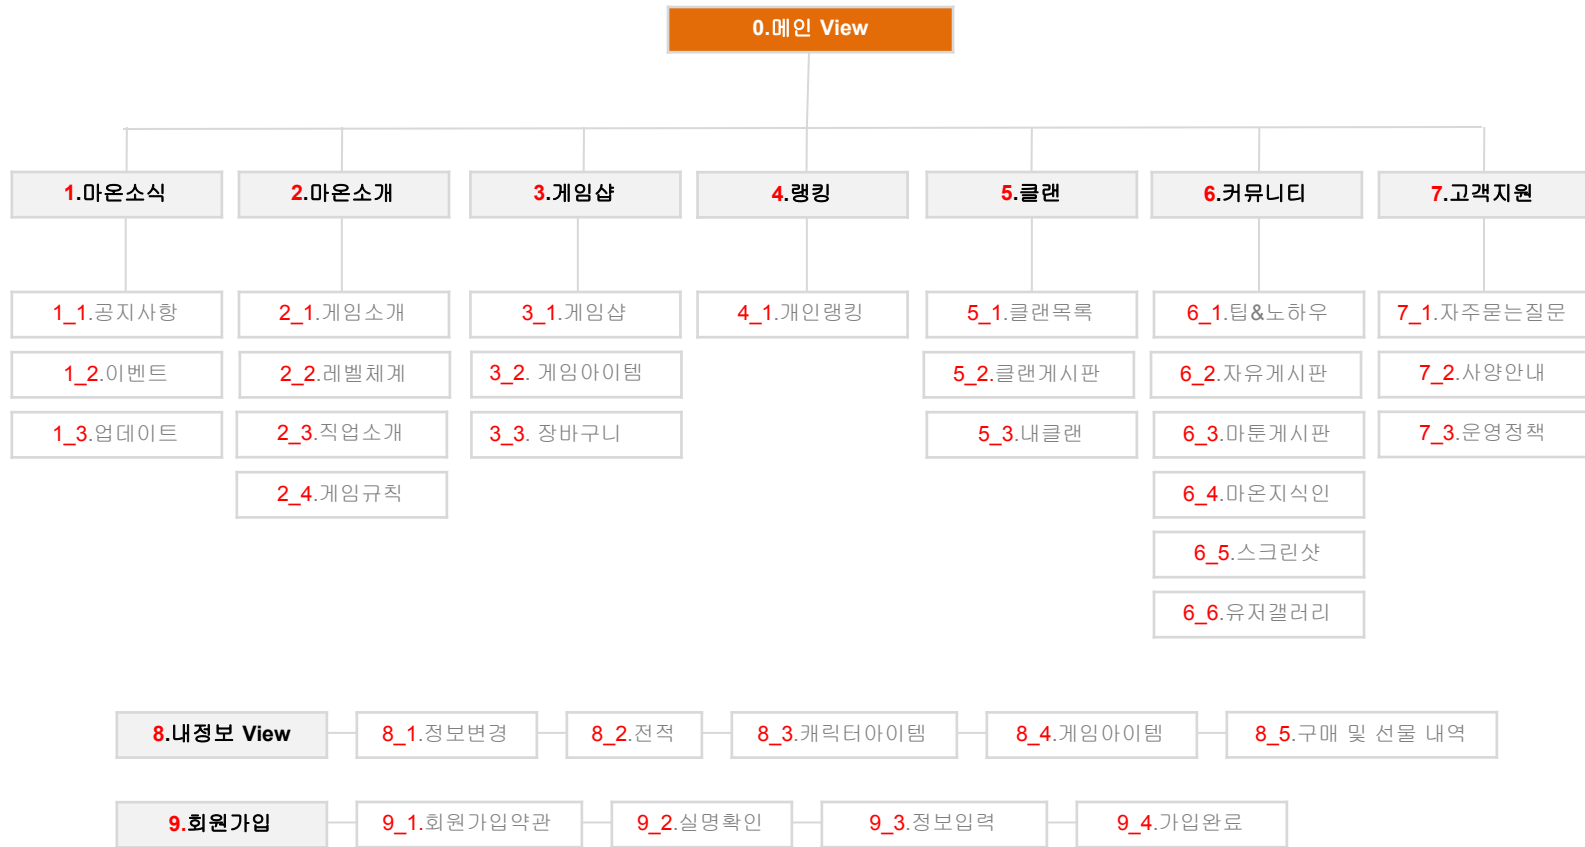 0.메인 View
1.마온소식
2.마온소개
3.게임샵
4.랭킹
5.클랜
6.커뮤니티
7.고객지원
1_1.공지사항
2_1.게임소개
3_1.게임샵
4_1.개인랭킹
5_1.클랜목록
6_1.팁&노하우
7_1.자주묻는질문
1_2.이벤트
2_2.레벨체계
3_2. 게임아이템
5_2.클랜게시판
6_2.자유게시판
7_2.사양안내
1_3.업데이트
2_3.직업소개
3_3. 장바구니
5_3.내클랜
6_3.마툰게시판
7_3.운영정책
2_4.게임규칙
6_4.마온지식인
6_5.스크린샷
6_6.유저갤러리
8.내정보 View
8_1.정보변경
8_2.전적
8_3.캐릭터아이템
8_4.게임아이템
8_5.구매 및 선물 내역
9.회원가입
9_1.회원가입약관
9_2.실명확인
9_3.정보입력
9_4.가입완료